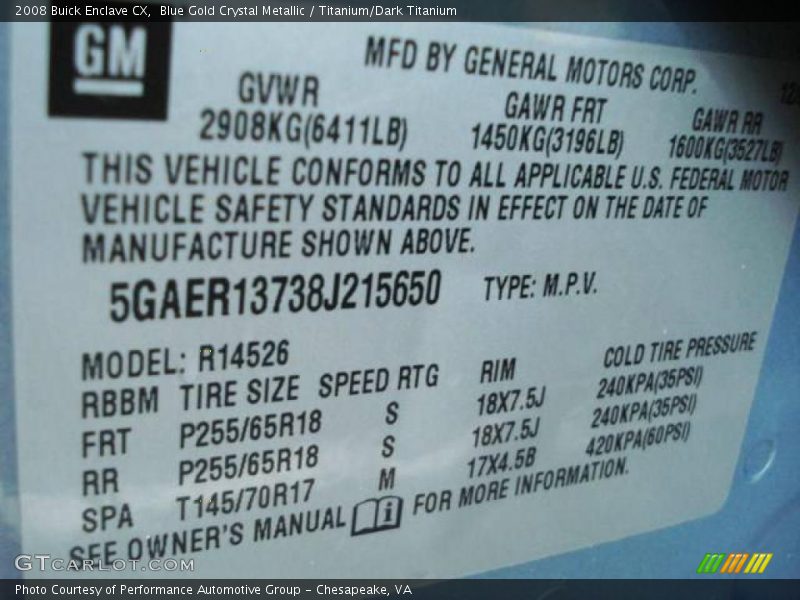 2008 Buick Enclave CX,  Blue Gold Crystal Metallic / Titanium/Dark Titanium
GM
MFD BY GENERAL MOTORS CORP.
GVWR GAWR FRT GAWR RR
2908KG(6411LB) 1450KG(3196LB) 1600KG(3527LB)
THIS VEHICLE CONFORMS TO ALL APPLICABLE U.S. FEDERAL MOTOR
VEHICLE SAFETY STANDARDS IN EFFECT ON THE DATE OF
MANUFACTURE SHOWN ABOVE.
5GAER13738J215650 TYPE: M.P.V.
MODEL: R14526
RBBM TIRE SIZE SPEED RTG RIM COLD TIRE PRESSURE
FRT P255/65R18 S 18X7.5J 240KPA(35PSI)
RR P255/65R18 S 18X7.5J 240KPA(35PSI)
SPA T145/70R17 M 17X4.5B 420KPA(60PSI)
SEE OWNER'S MANUAL i FOR MORE INFORMATION.
GTCARLOT.COM
Photo Courtesy of Performance Automotive Group - Chesapeake, VA